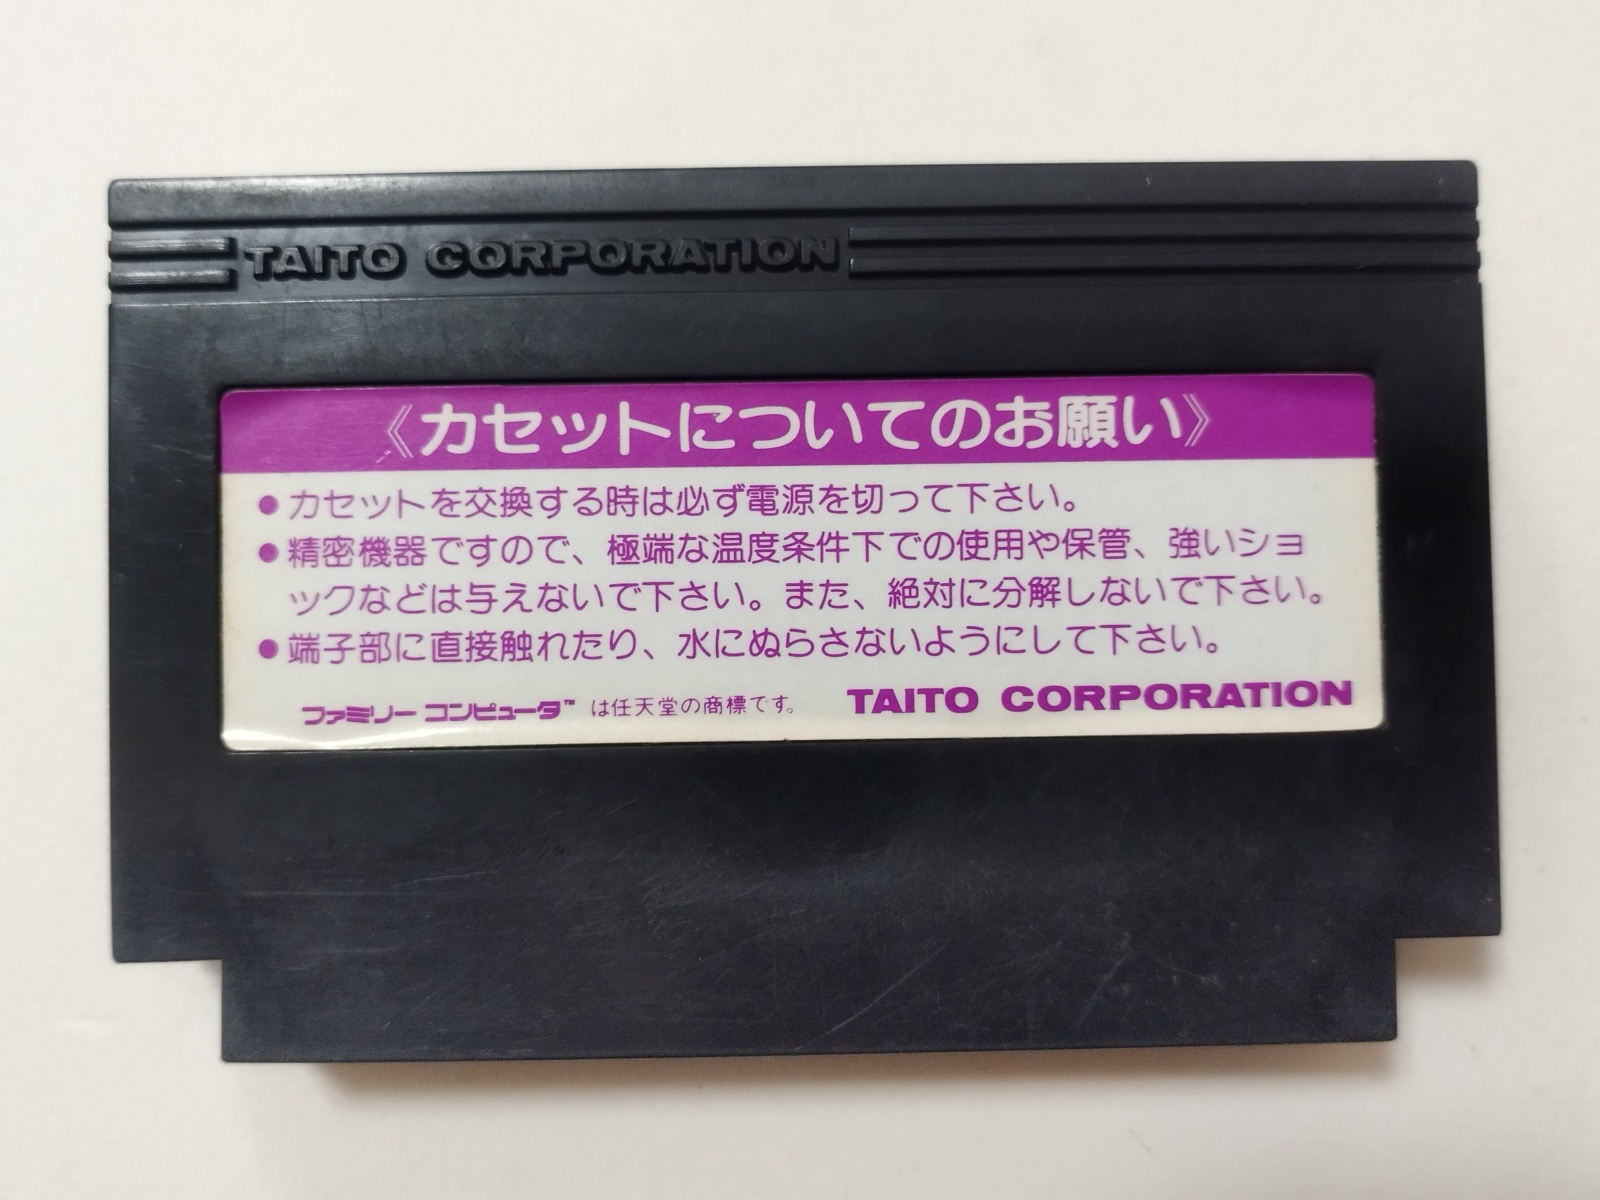 TAITO CORPORATION
《カセットについてのお願い》
●カセットを交換する時は必ず電源を切って下さい。
●精密機器ですので、極端な温度条件下での使用や保管、強いショ
ックなどは与えないで下さい。また、絶対に分解しないで下さい。
●端子部に直接触れたり、水にぬらさないようにして下さい。
ファミリーコンピュータ™は任天堂の商標です。 TAITO CORPORATION